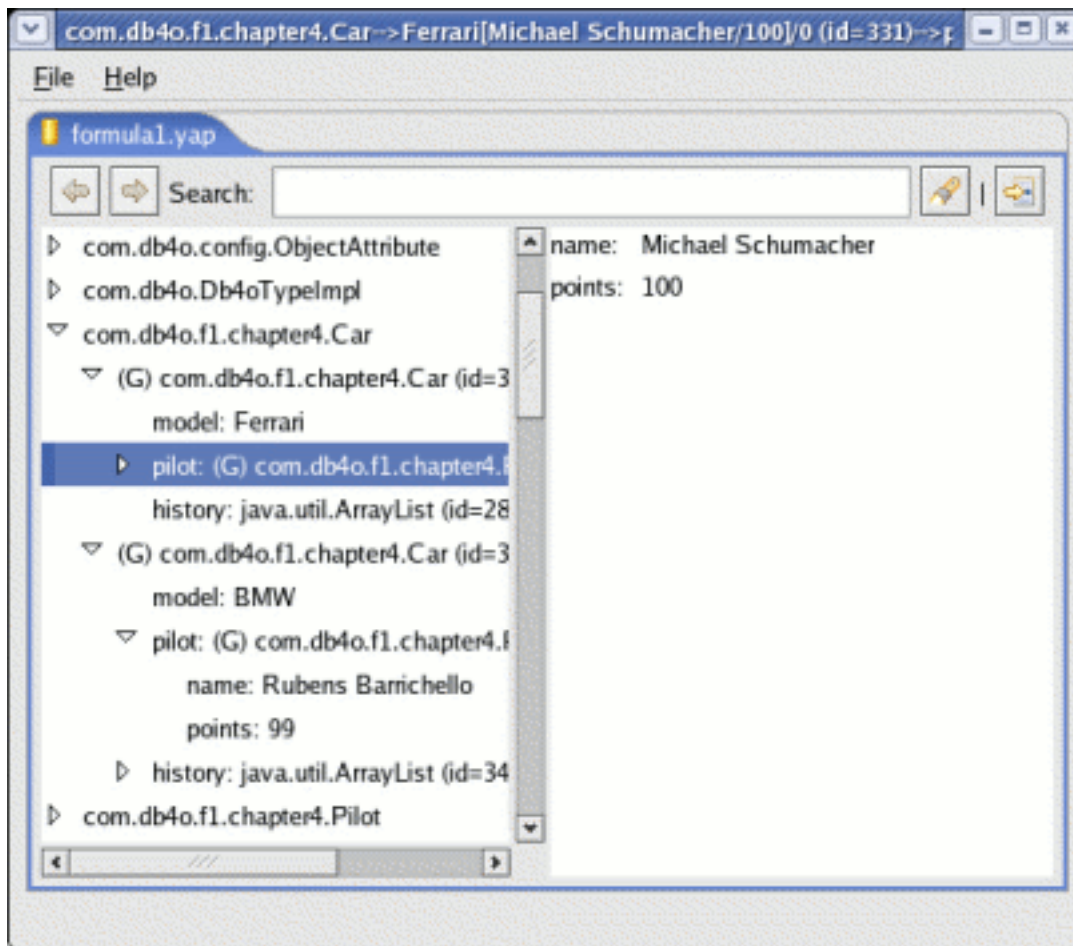 com.db4o.f1.chapter4.Car-->Ferrari[Michael Schumacher/100]/0 (id=331)-->p
File Help
formula1.yap
Search:
com.db4o.config.ObjectAttribute
com.db4o.Db4oTypeImpl
com.db4o.f1.chapter4.Car
(G) com.db4o.f1.chapter4.Car (id=3
model: Ferrari
pilot: (G) com.db4o.f1.chapter4.
history: java.util.ArrayList (id=28
(G) com.db4o.f1.chapter4.Car (id=3
model: BMW
pilot: (G) com.db4o.f1.chapter4.
name: Rubens Barrichello
points: 99
history: java.util.ArrayList (id=34
com.db4o.f1.chapter4.Pilot
name: Michael Schumacher
points: 100